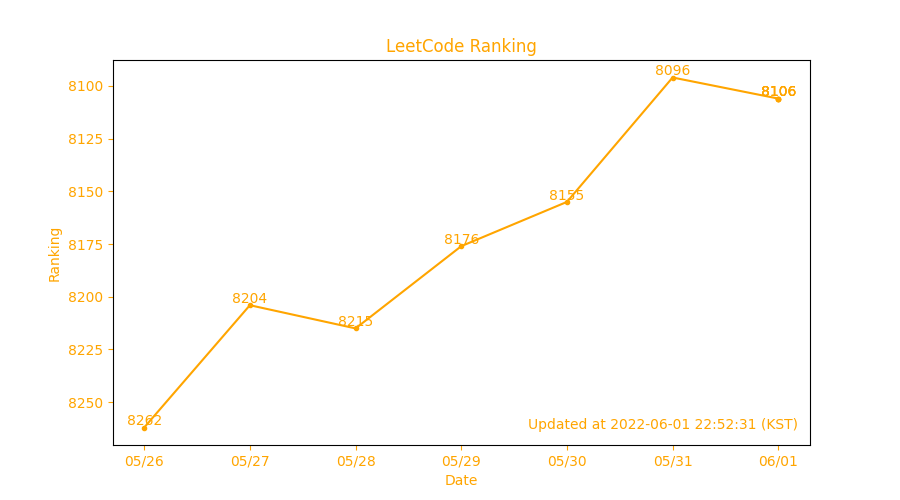 LeetCode Ranking
8100
8125
8150
8175
8200
8225
8250
Ranking
8262
8204
8215
8176
8155
8096
8106
Updated at 2022-06-01 22:52:31 (KST)
05/26 05/27 05/28 05/29 05/30 05/31 06/01
Date